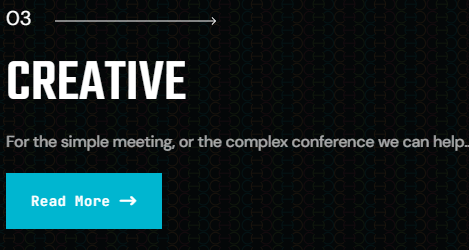 03
CREATIVE
For the simple meeting, or the complex conference we can help..
Read More →